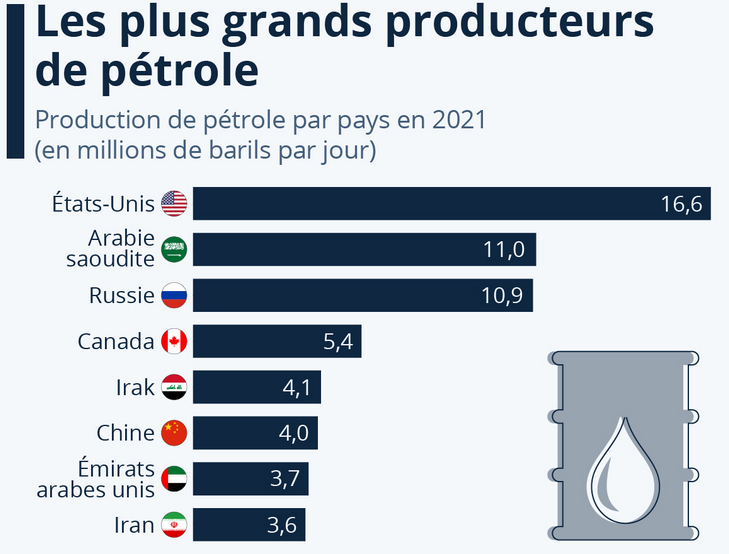 Les plus grands producteurs
de pétrole
Production de pétrole par pays en 2021
(en millions de barils par jour)
États-Unis 16,6
Arabie
saoudite 11,0
Russie 10,9
Canada 5,4
Irak 4,1
Chine 4,0
Émirats
arabes unis 3,7
Iran 3,6